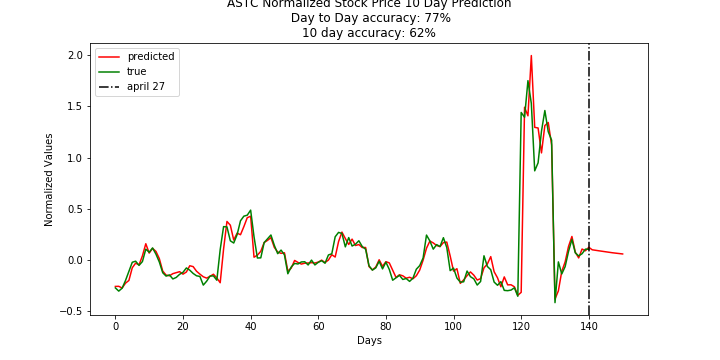 ASTC Normalized Stock Price 10 Day Prediction
Day to Day accuracy: 77%
10 day accuracy: 62%
predicted
true
april 27
Normalized Values
2.0
1.5
1.0
0.5
0.0
−0.5
0 20 40 60 80 100 120 140
Days